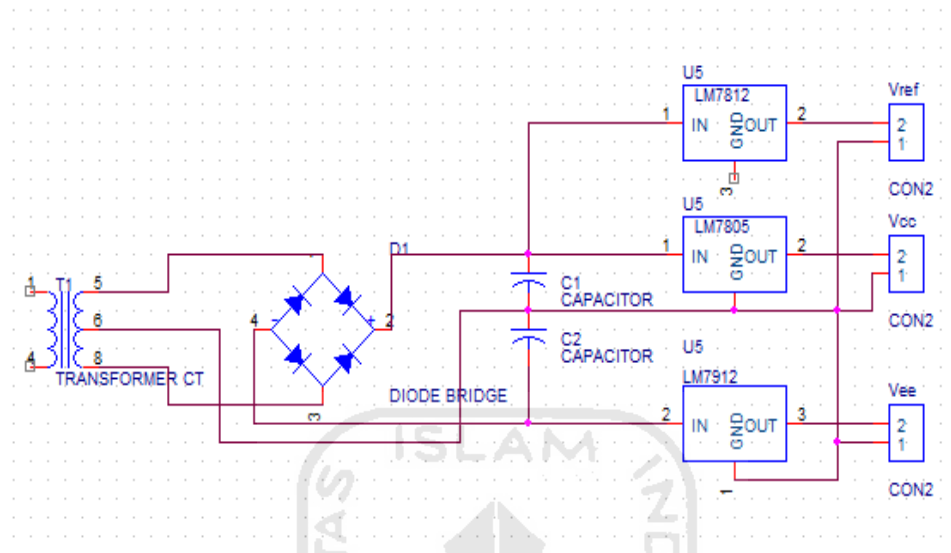 U5
LM7812
1 IN GND OUT 2
3
Vref
2
1
CON2
U5
LM7805
1 IN GND OUT 2
Vcc
2
1
CON2
D1
C1
CAPACITOR
C2
CAPACITOR
1 T1 5
6
4 8
TRANSFORMER CT
- +
4 2
3
DIODE BRIDGE
U5
LM7912
2 IN GND OUT 3
1
Vee
2
1
CON2
ISLAM